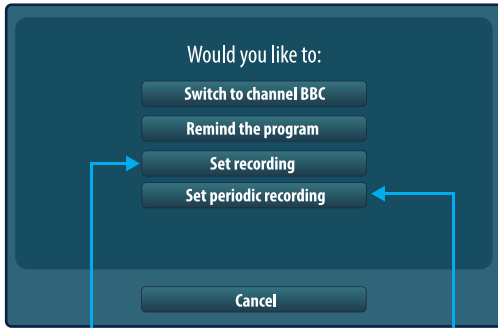 Would you like to:
Switch to channel BBC
Remind the program
Set recording
Set periodic recording
Cancel